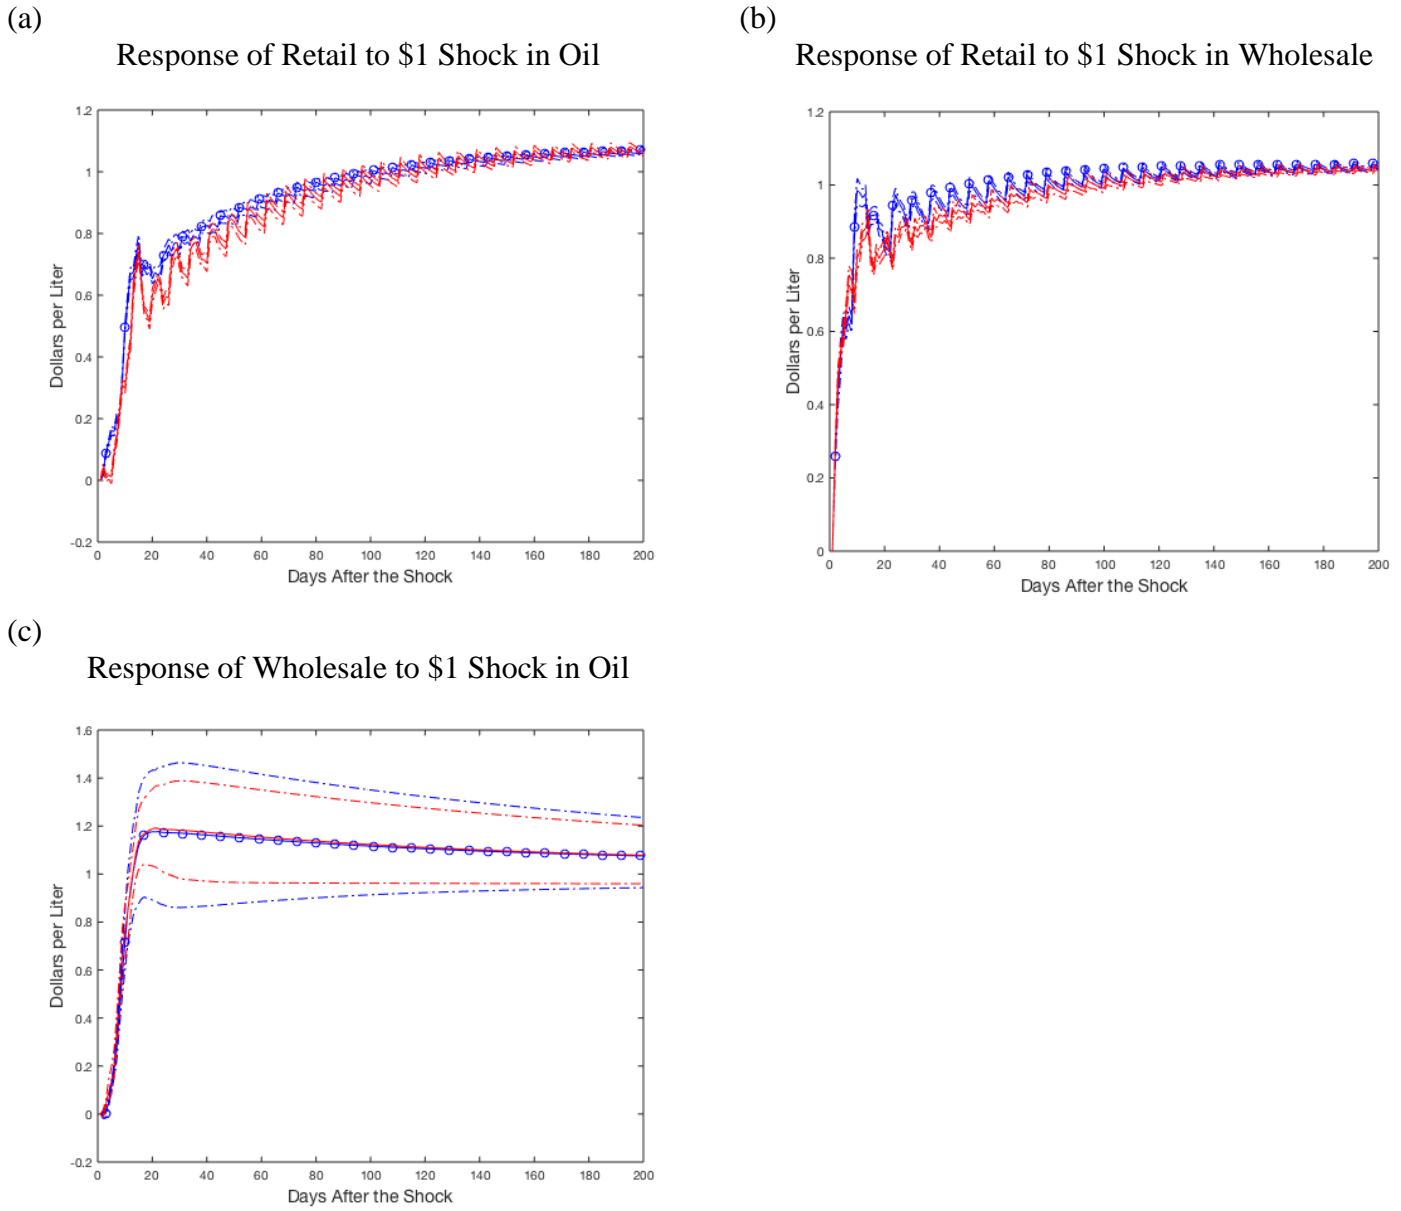 (a)
Response of Retail to $1 Shock in Oil
1.2
1
0.8
0.6
0.4
0.2
0
-0.2
Dollars per Liter
0 20 40 60 80 100 120 140 160 180 200
Days After the Shock
(b)
Response of Retail to $1 Shock in Wholesale
1.2
1
0.8
0.6
0.4
0.2
0
Dollars per Liter
0 20 40 60 80 100 120 140 160 180 200
Days After the Shock
(c)
Response of Wholesale to $1 Shock in Oil
1.6
1.4
1.2
1
0.8
0.6
0.4
0.2
0
-0.2
Dollars per Liter
0 20 40 60 80 100 120 140 160 180 200
Days After the Shock